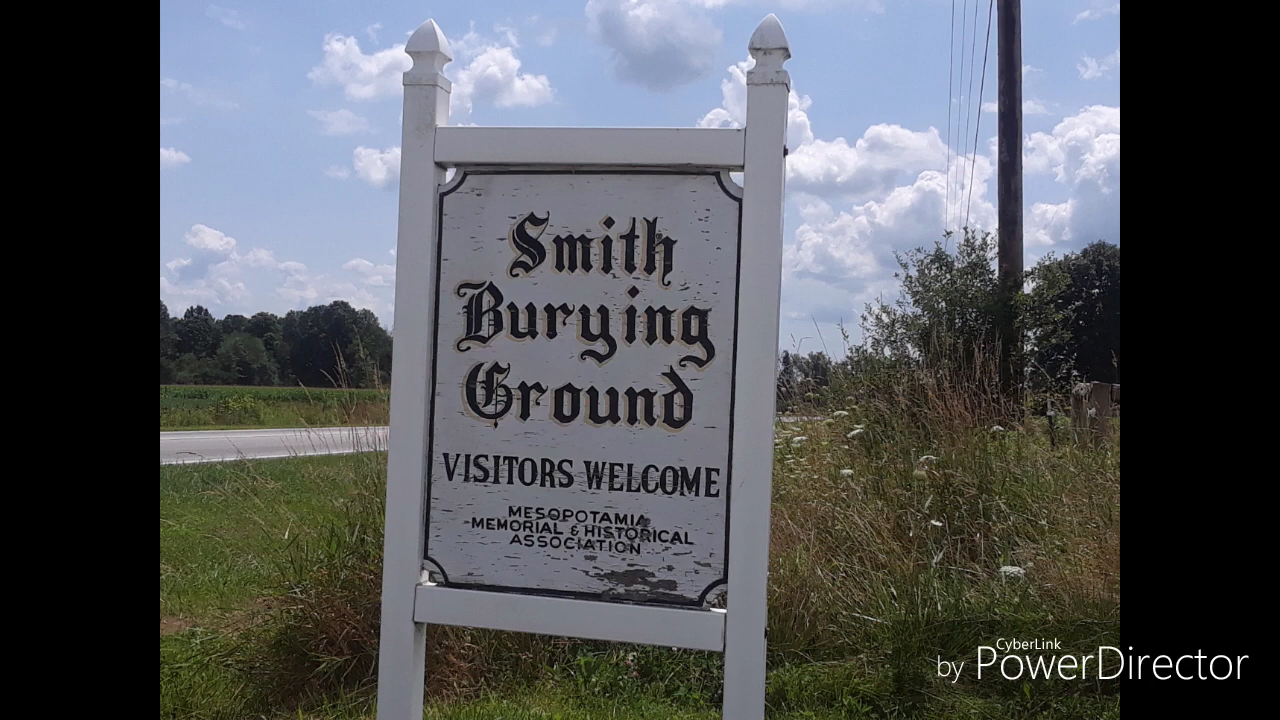 Smith
Burying
Ground
VISITORS WELCOME
MESOPOTAMIA
MEMORIAL & HISTORICAL
ASSOCIATION
CyberLink
by PowerDirector